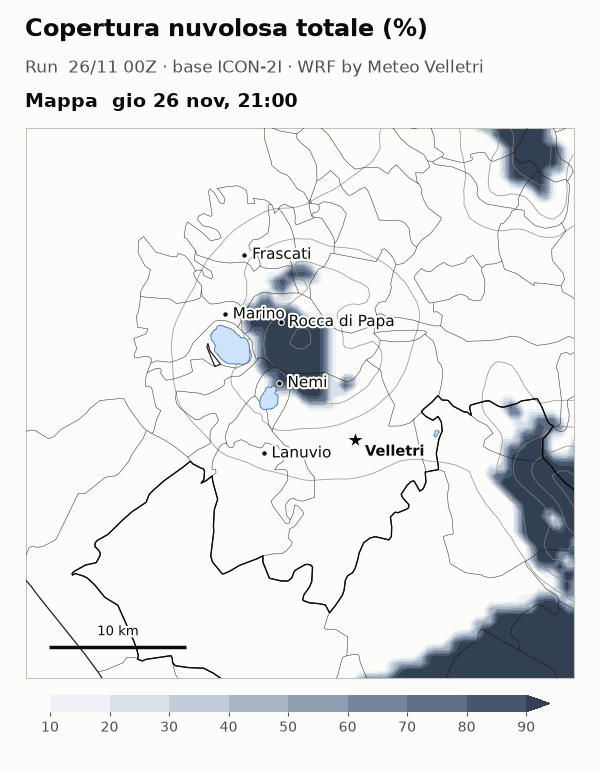 Copertura nuvolosa totale (%)
Run  26/11 00Z · base ICON-2I · WRF by Meteo Velletri
Mappa  gio 26 nov, 21:00
Frascati
Marino
Rocca di Papa
Nemi
Velletri
Lanuvio
10 km
10 20 30 40 50 60 70 80 90